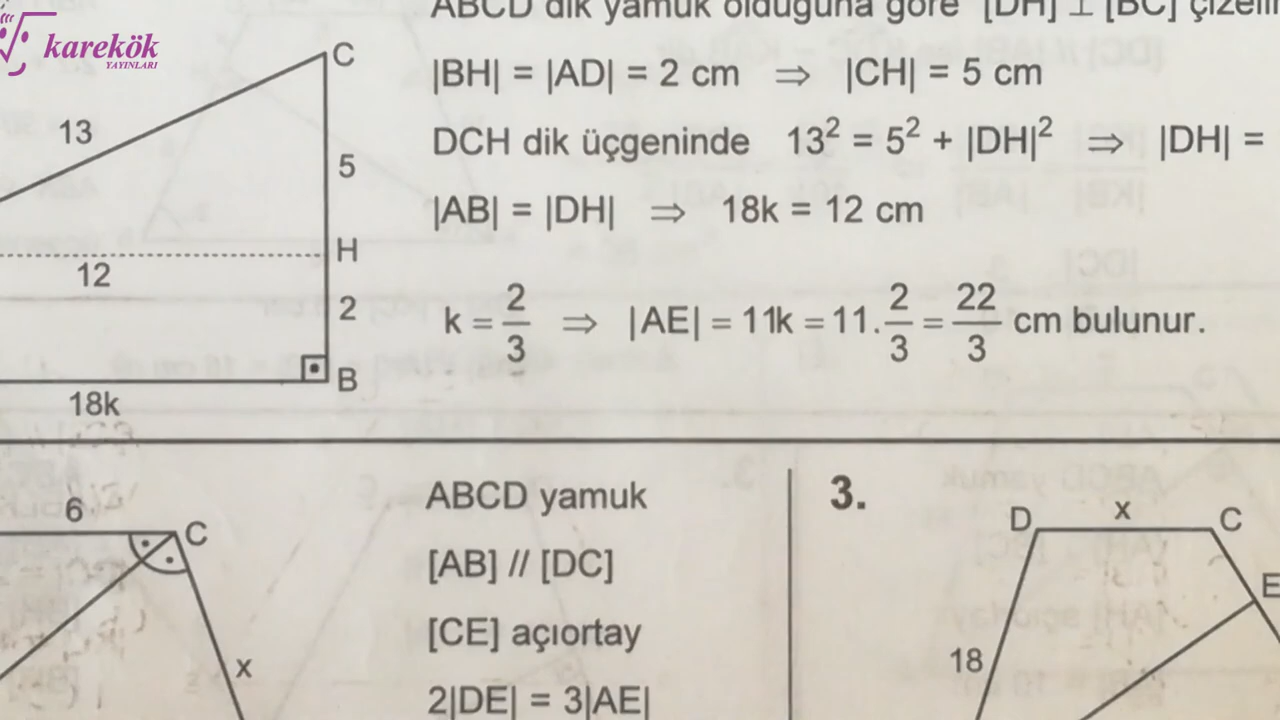 karekök
YAYINLARI
ABCD dik yamuk olduğuna göre [DH] ⊥ [BC]
|BH| = |AD| = 2 cm ⇒ |CH| = 5 cm
DCH dik üçgeninde 13² = 5² + |DH|² ⇒ |DH| =
|AB| = |DH| ⇒ 18k = 12 cm
k = 2/3 ⇒ |AE| = 11k = 11 . 2/3 = 22/3 cm bulunur.
C
13
5
H
12
2
B
18k
6
C
x
ABCD yamuk
[AB] // [DC]
[CE] açıortay
2|DE| = 3|AE|
3.
D
x
C
E
18